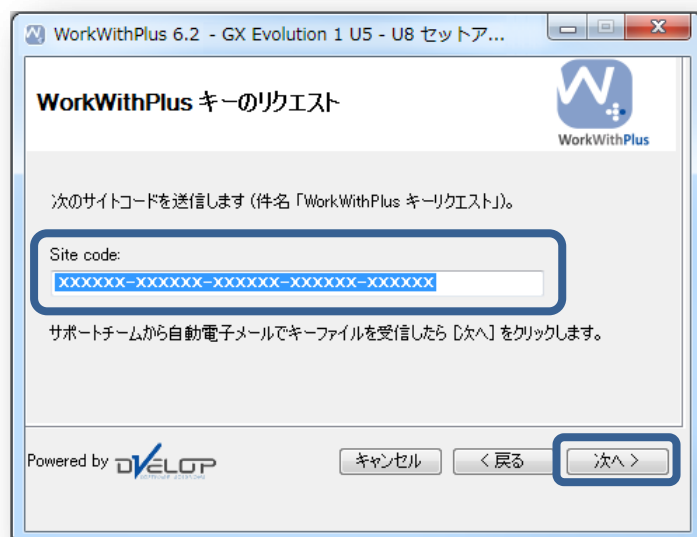 WorkWithPlus 6.2 - GX Evolution 1 U5 - U8 セットア...
WorkWithPlus キーのリクエスト
WorkWithPlus
次のサイトコードを送信します (件名 「WorkWithPlus キーリクエスト」)。
Site code:
XXXXXX-XXXXXX-XXXXXX-XXXXXX-XXXXXX
サポートチームから自動電子メールでキーファイルを受信したら [次へ] をクリックします。
Powered by DVELOP
キャンセル
< 戻る
次へ >